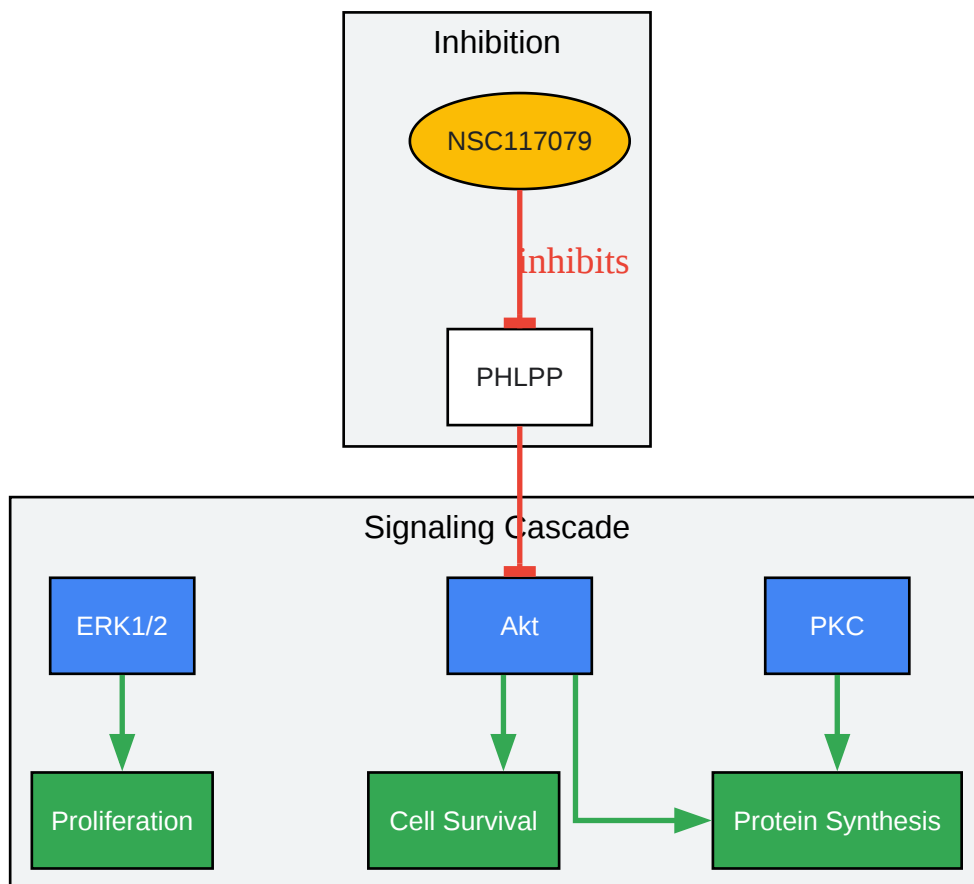 Inhibition
NSC117079
inhibits
PHLPP
Signaling Cascade
ERK1/2
Akt
PKC
Proliferation
Cell Survival
Protein Synthesis